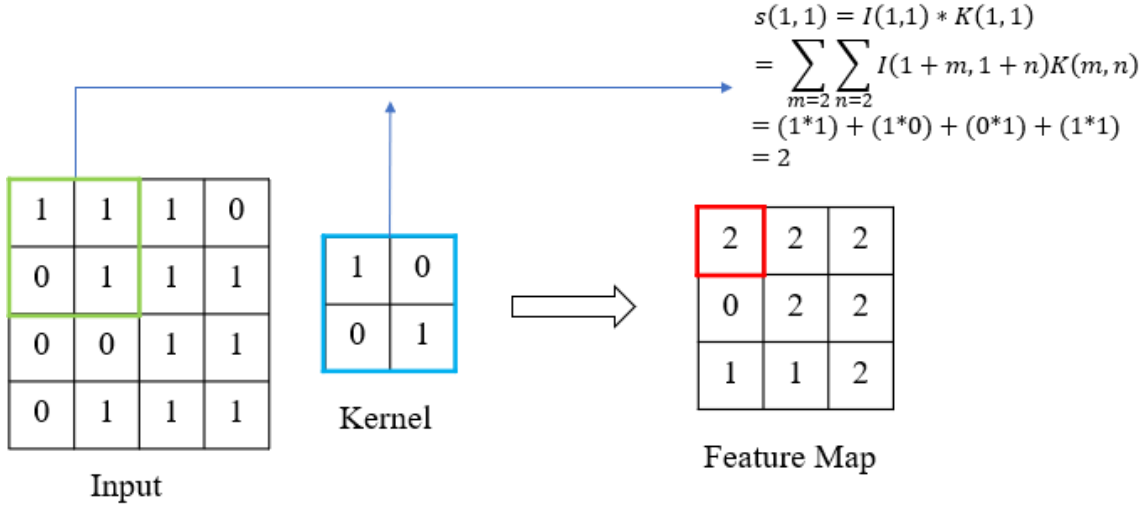 s(1, 1) = I(1,1) ∗ K(1, 1)
= ∑ ∑ I(1 + m, 1 + n)K(m, n)
m=2 n=2
= (1*1) + (1*0) + (0*1) + (1*1)
= 2
1 1 1 0
0 1 1 1
0 0 1 1
0 1 1 1
Input
1 0
0 1
Kernel
2 2 2
0 2 2
1 1 2
Feature Map